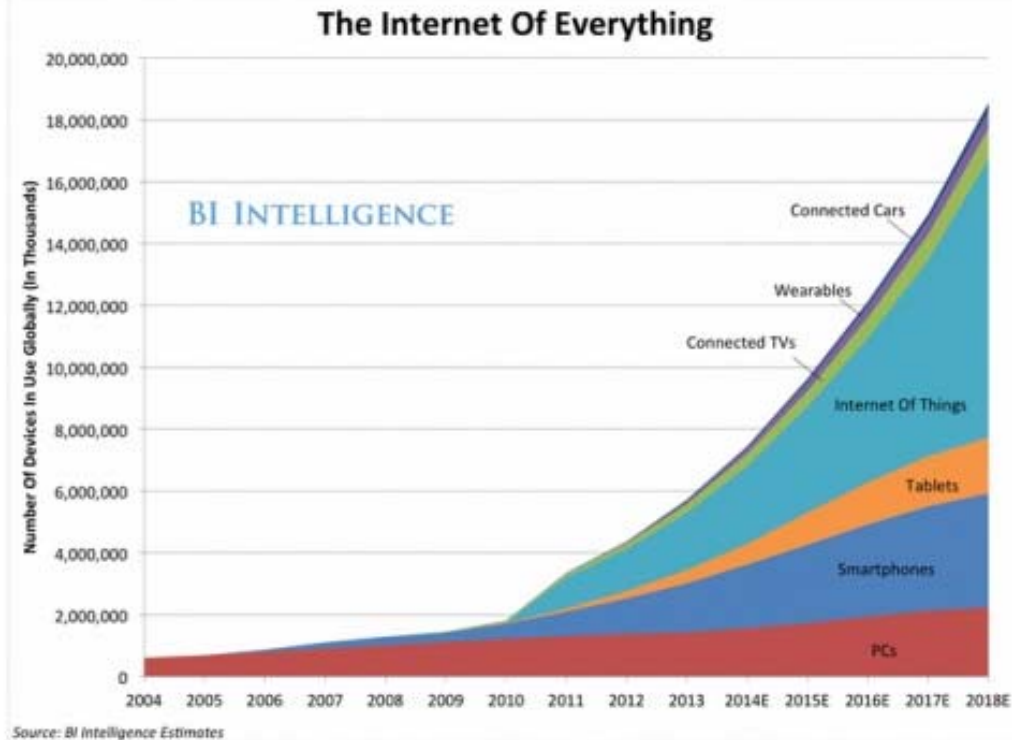 The Internet Of Everything
20,000,000
18,000,000
16,000,000
14,000,000
12,000,000
10,000,000
8,000,000
6,000,000
4,000,000
2,000,000
0
Number Of Devices In Use Globally (In Thousands)
BI INTELLIGENCE
Connected Cars
Wearables
Connected TVs
Internet Of Things
Tablets
Smartphones
PCs
2004 2005 2006 2007 2008 2009 2010 2011 2012 2013 2014E 2015E 2016E 2017E 2018E
Source: BI Intelligence Estimates